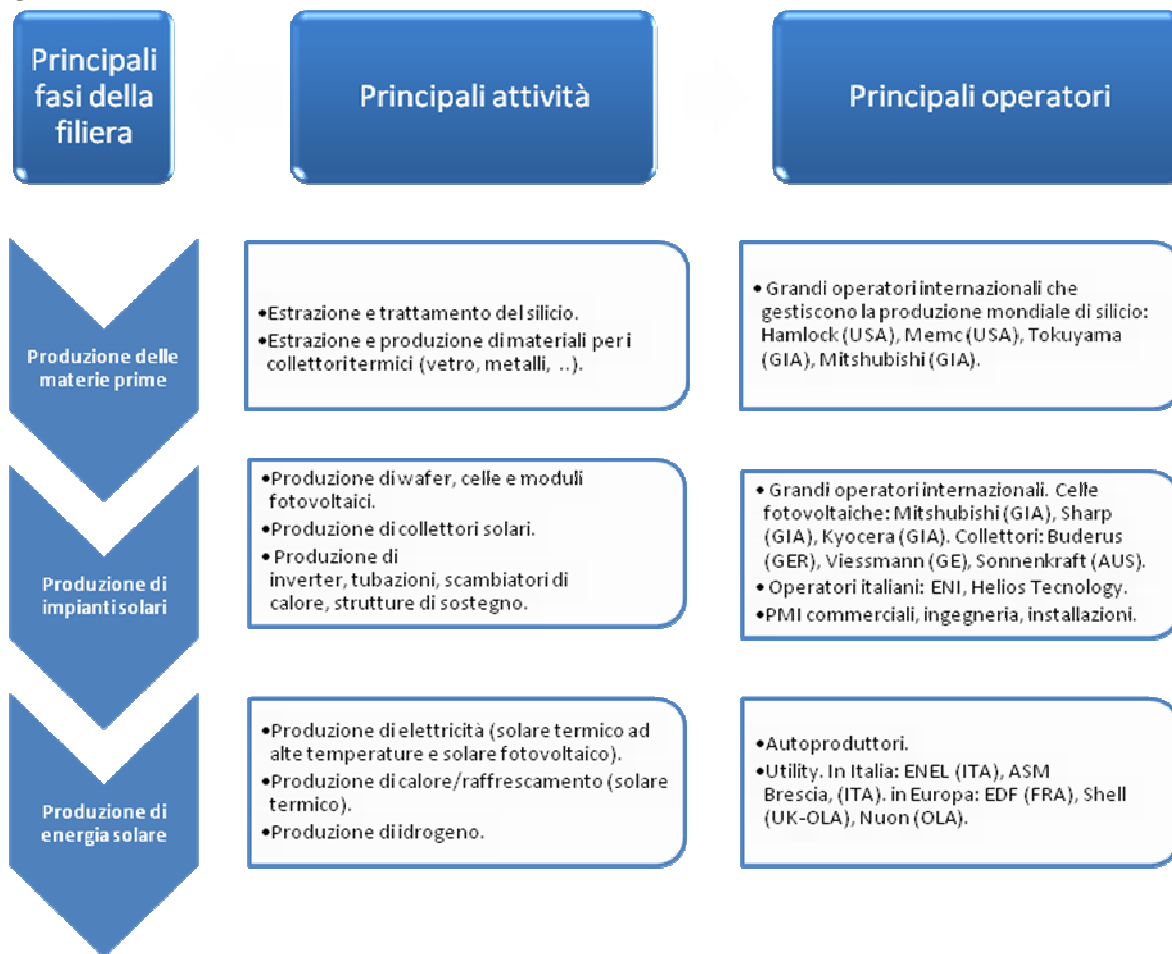 Principali
fasi della
filiera
Principali attività
Principali operatori
Produzione delle
materie prime
•Estrazione e trattamento del silicio.
•Estrazione e produzione di materiali per i
collettori termici (vetro, metalli, ..).
• Grandi operatori internazionali che
gestiscono la produzione mondiale di silicio:
Hamlock (USA), Memc (USA), Tokuyama
(GIA), Mitshubishi (GIA).
Produzione di
impianti solari
•Produzione di wafer, celle e moduli
fotovoltaici.
•Produzione di collettori solari.
• Produzione di
inverter, tubazioni, scambiatori di
calore, strutture di sostegno.
• Grandi operatori internazionali. Celle
fotovoltaiche: Mitshubishi (GIA), Sharp
(GIA), Kyocera (GIA). Collettori: Buderus
(GER), Viessmann (GE), Sonnenkraft (AUS).
• Operatori italiani: ENI, Helios Tecnology.
• PMI commerciali, ingegneria, installazioni.
Produzione di
energia solare
•Produzione di elettricità (solare termico ad
alte temperature e solare fotovoltaico).
•Produzione di calore/raffrescamento (solare
termico).
•Produzione di idrogeno.
•Autoproduttori.
•Utility. In Italia: ENEL (ITA), ASM
Brescia, (ITA). in Europa: EDF (FRA), Shell
(UK-OLA), Nuon (OLA).